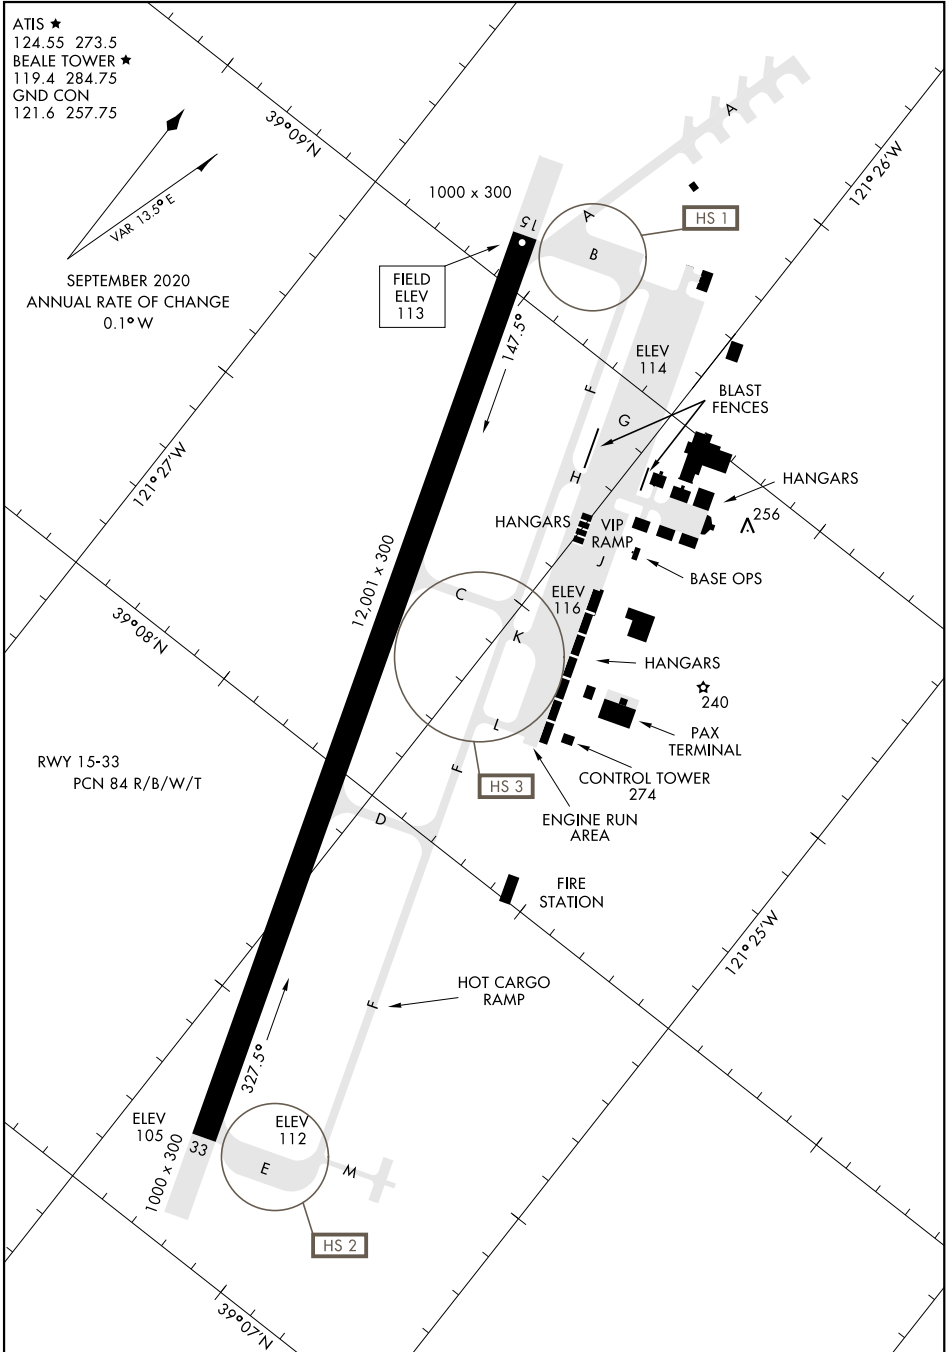 ATIS ★
124.55 273.5
BEALE TOWER ★
119.4 284.75
GND CON
121.6 257.75
VAR 13.5° E
SEPTEMBER 2020
ANNUAL RATE OF CHANGE
0.1° W
39°09'N
121°26'W
A
1000 x 300
15
A
B
HS 1
FIELD
ELEV
113
147.5°
ELEV
114
F
G
BLAST
FENCES
121°27'W
H
HANGARS
256
HANGARS
VIP
RAMP
J
BASE OPS
12,001 x 300
39°08'N
C
ELEV
116
K
HANGARS
240
L
PAX
TERMINAL
RWY 15-33
PCN 84 R/B/W/T
F
HS 3
CONTROL TOWER
274
D
ENGINE RUN
AREA
FIRE
STATION
121°25'W
HOT CARGO
RAMP
F
327.5°
ELEV
105
ELEV
112
33
1000 x 300
E
M
HS 2
39°07'N